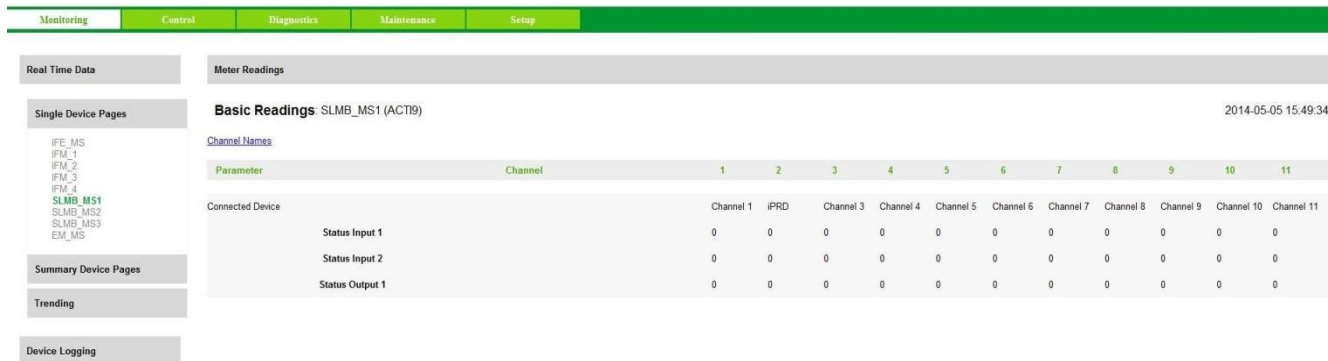 Monitoring Control Diagnostics Maintenance Setup
Real Time Data
Single Device Pages
IFE_MS
IFM_1
IFM_2
IFM_3
IFM_4
SLMB_MS1
SLMB_MS2
SLMB_MS3
EM_MS
Summary Device Pages
Trending
Device Logging
Meter Readings
Basic Readings: SLMB_MS1 (ACTI9) 2014-05-05 15:49:34
Channel Names
Parameter Channel 1 2 3 4 5 6 7 8 9 10 11
Connected Device Channel 1 iPRD Channel 3 Channel 4 Channel 5 Channel 6 Channel 7 Channel 8 Channel 9 Channel 10 Channel 11
Status Input 1 0 0 0 0 0 0 0 0 0 0 0
Status Input 2 0 0 0 0 0 0 0 0 0 0 0
Status Output 1 0 0 0 0 0 0 0 0 0 0 0